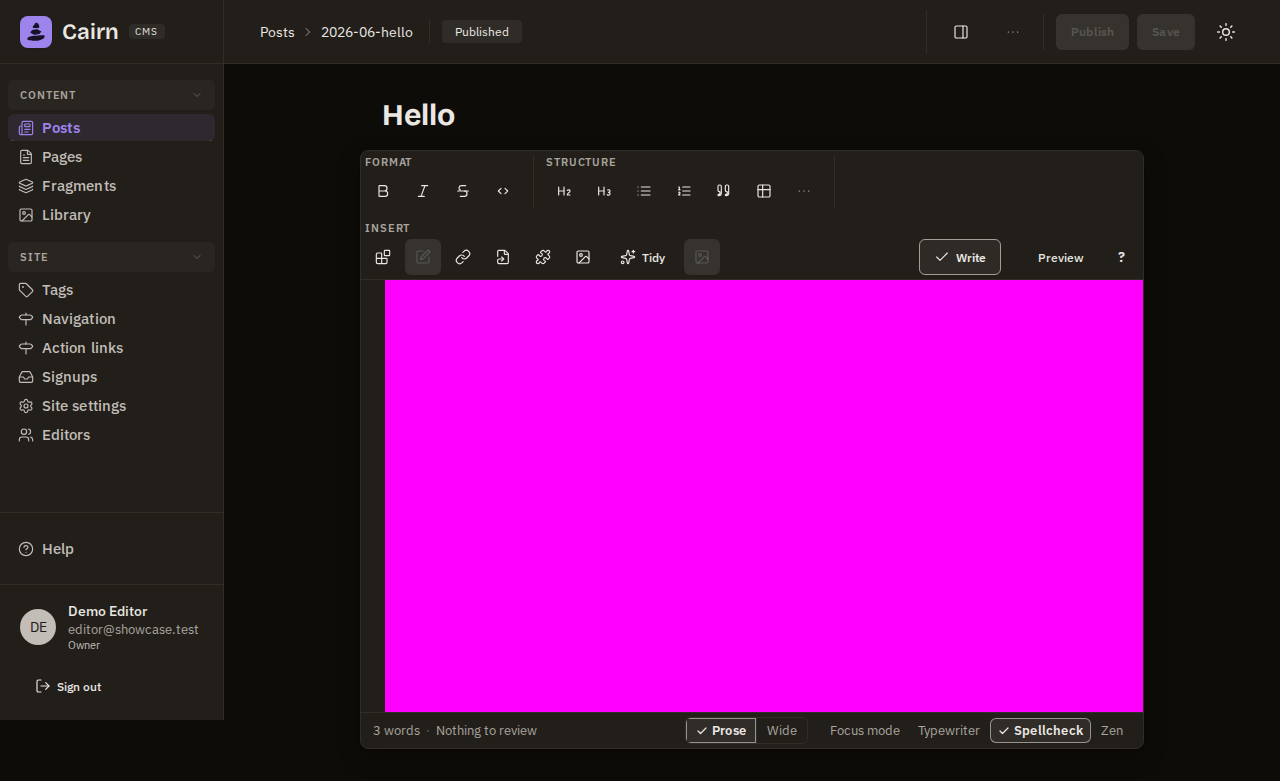 Cairn CMS
Posts > 2026-06-hello Published
··· Publish Save
CONTENT
Posts
Pages
Fragments
Library
SITE
Tags
Navigation
Action links
Signups
Site settings
Editors
Help
DE
Demo Editor
editor@showcase.test
Owner
Sign out
Hello
FORMAT STRUCTURE
B I S <> H2 H3 ···
INSERT
Tidy Write Preview ?
3 words · Nothing to review Prose Wide Focus mode Typewriter Spellcheck Zen